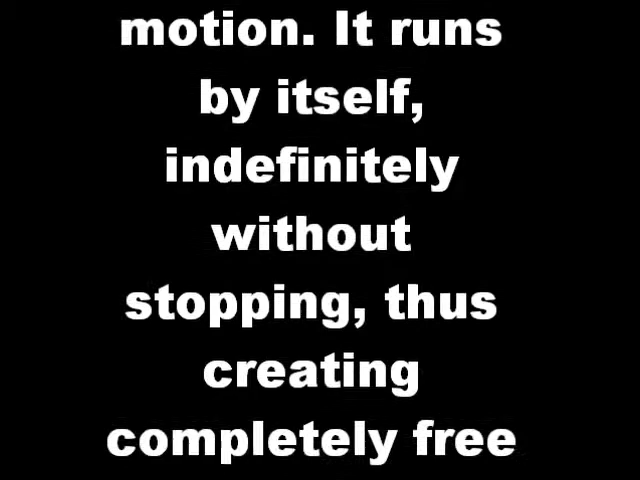 motion. It runs
by itself,
indefinitely
without
stopping, thus
creating
completely free